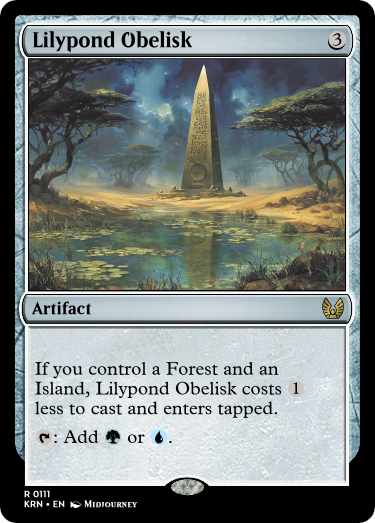 Lilypond Obelisk 3
Artifact
If you control a Forest and an
Island, Lilypond Obelisk costs 1
less to cast and enters tapped.
: Add or .
R 0111
KRN • EN Midjourney